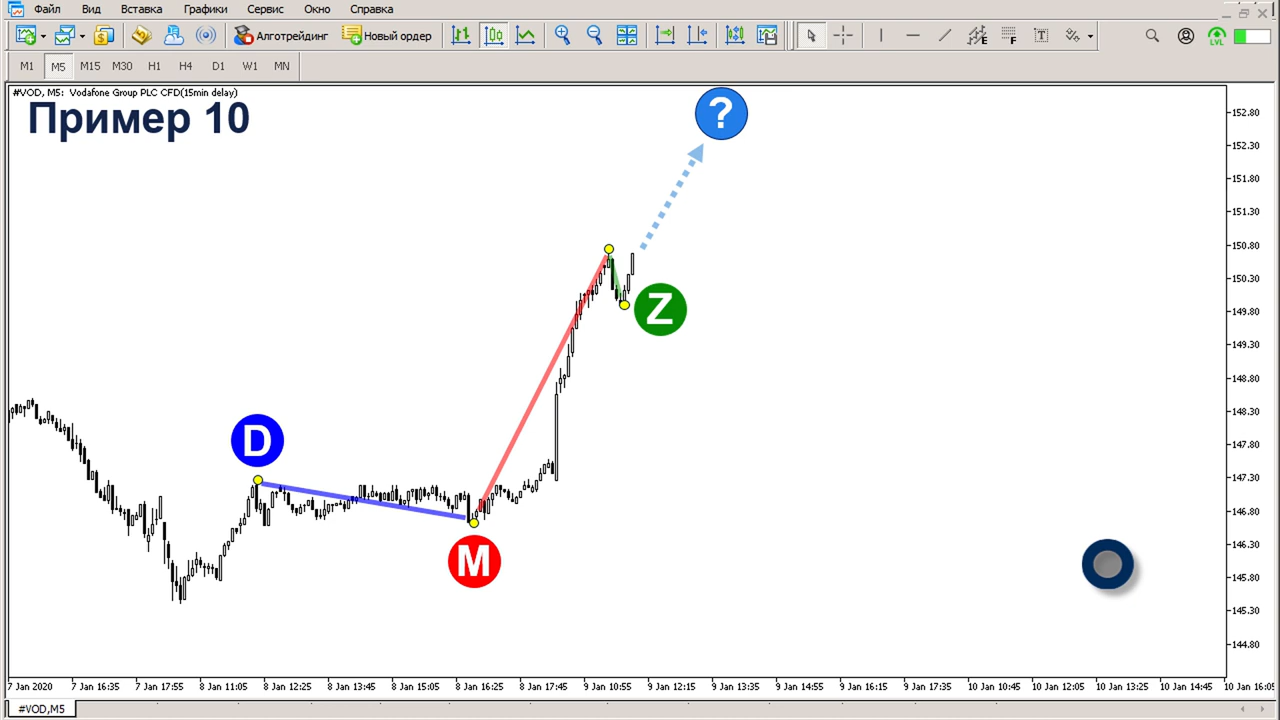 Файл Вид Вставка Графики Сервис Окно Справка
Алготрейдинг Новый ордер E F T LVL
M1 M5 M15 M30 H1 H4 D1 W1 MN
#VOD, M5: Vodafone Group PLC CFD(15min delay)
Пример 10
?
152.80
152.30
151.80
151.30
150.80
150.30
149.80
149.30
148.80
148.30
147.80
147.30
146.80
146.30
145.80
145.30
144.80
Z
D
M
7 Jan 2020 7 Jan 16:35 7 Jan 17:55 8 Jan 11:05 8 Jan 12:25 8 Jan 13:45 8 Jan 15:05 8 Jan 16:25 8 Jan 17:45 9 Jan 10:55 9 Jan 12:15 9 Jan 13:35 9 Jan 14:55 9 Jan 16:15 9 Jan 17:35 10 Jan 10:45 10 Jan 12:05 10 Jan 13:25 10 Jan 14:45 10 Jan 16:05
#VOD,M5